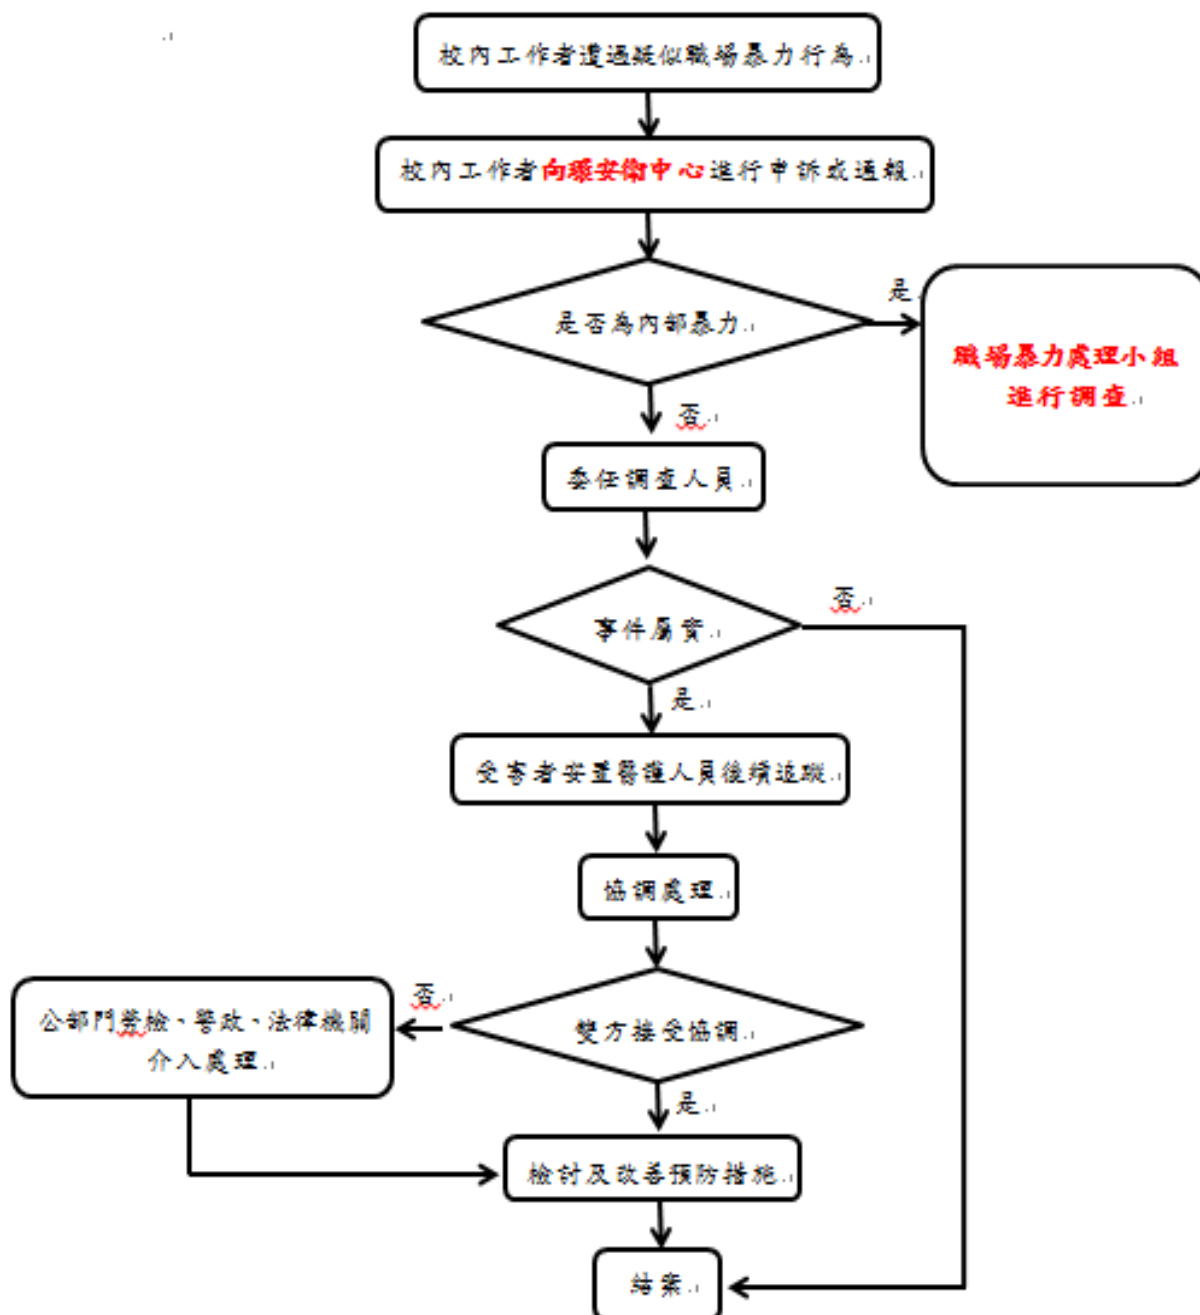 校內工作者遭遇疑似職場暴力行為
校內工作者向環安衛中心進行申訴或通報
是否為內部暴力
是
職場暴力處理小組
進行調查
否
委任調查人員
事件屬實
否
是
受害者安置醫護人員後續追蹤
協調處理
雙方接受協調
否
公部門勞檢、警政、法律機關
介入處理
是
檢討及改善預防措施
結案